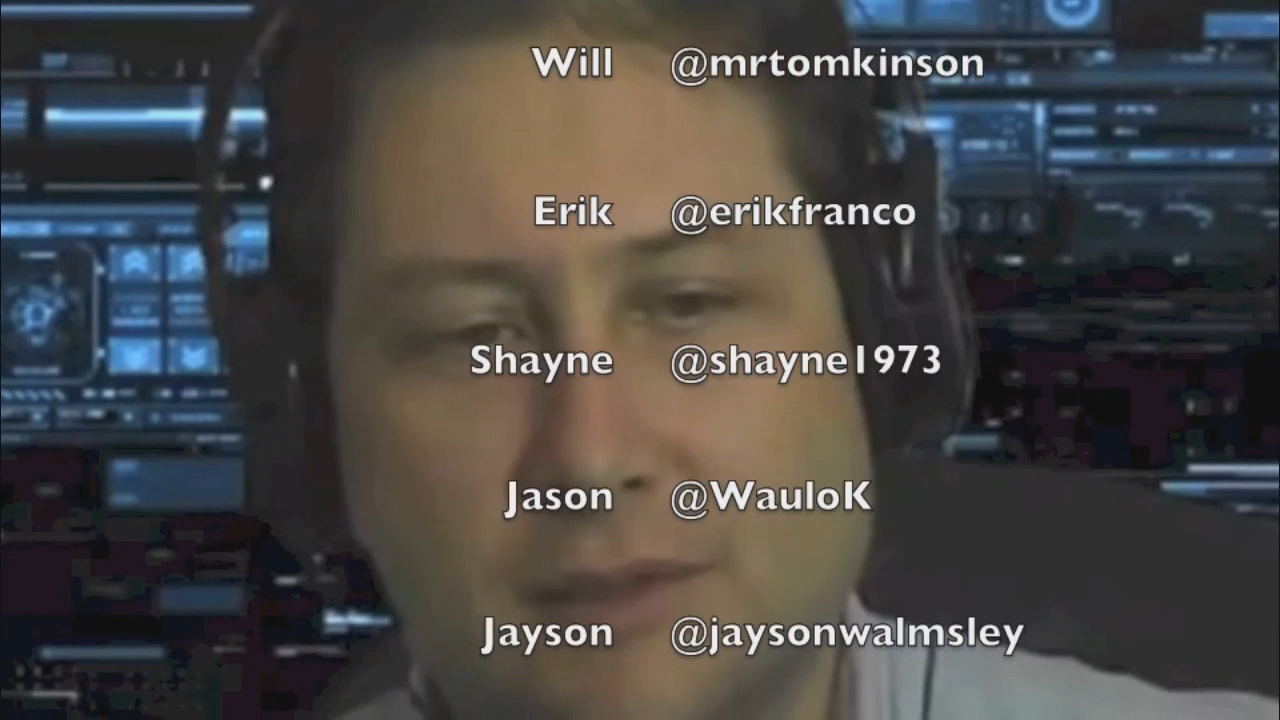 Will @mrtomkinson
Erik @erikfranco
Shayne @shayne1973
Jason @WauloK
Jayson @jaysonwalmsley